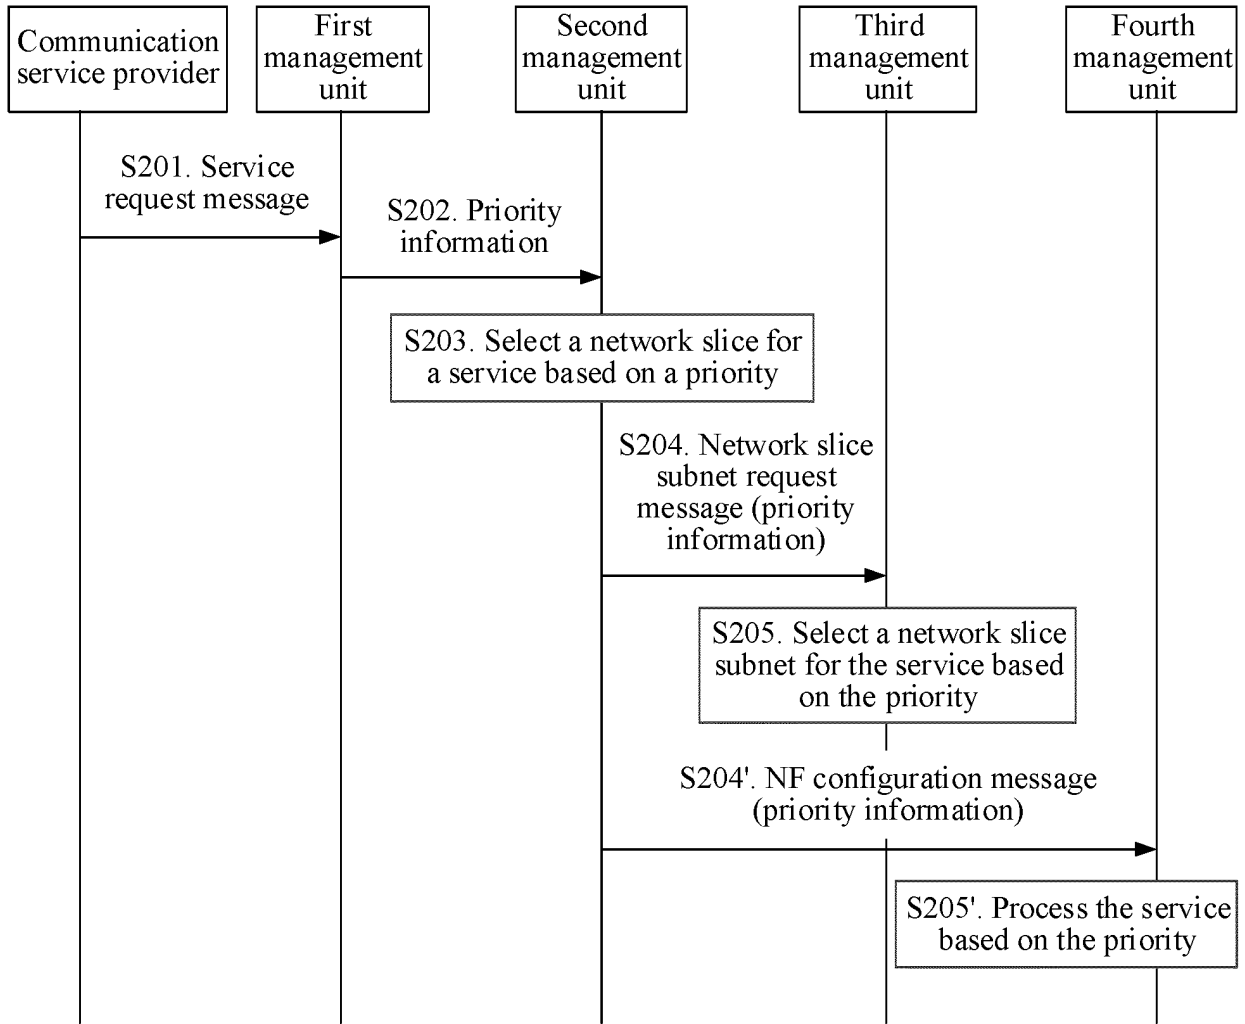 Communication
service provider
First
management
unit
Second
management
unit
Third
management
unit
Fourth
management
unit
S201. Service
request message
S202. Priority
information
S203. Select a network slice for
a service based on a priority
S204. Network slice
subnet request
message (priority
information)
S205. Select a network slice
subnet for the service based
on the priority
S204'. NF configuration message
(priority information)
S205'. Process the service
based on the priority